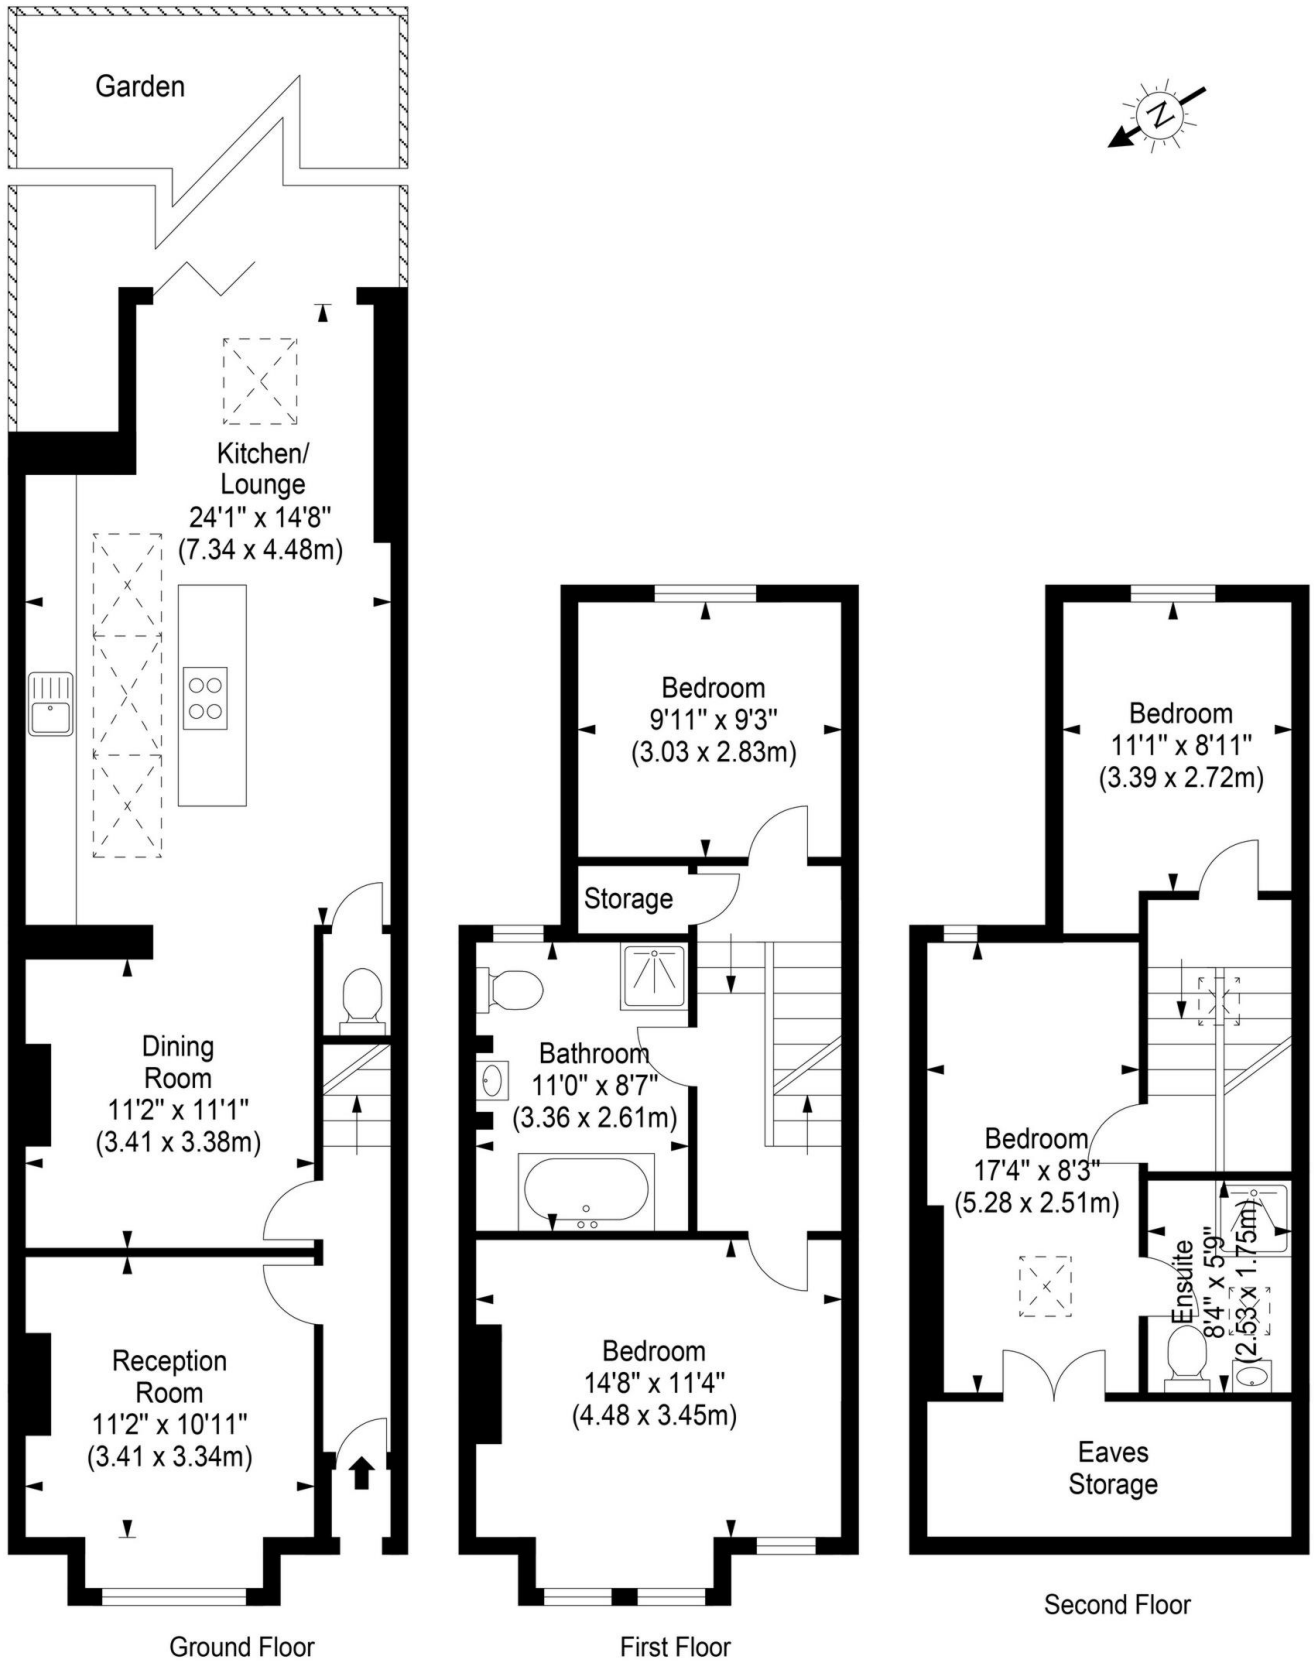 Garden
N
Kitchen/
Lounge
24'1" x 14'8"
(7.34 x 4.48m)
Dining
Room
11'2" x 11'1"
(3.41 x 3.38m)
Reception
Room
11'2" x 10'11"
(3.41 x 3.34m)
Ground Floor
Bedroom
9'11" x 9'3"
(3.03 x 2.83m)
Storage
Bathroom
11'0" x 8'7"
(3.36 x 2.61m)
Bedroom
14'8" x 11'4"
(4.48 x 3.45m)
First Floor
Bedroom
11'1" x 8'11"
(3.39 x 2.72m)
Bedroom
17'4" x 8'3"
(5.28 x 2.51m)
Ensuite
8'4" x 5'9"
(2.53 x 1.75m)
Eaves
Storage
Second Floor